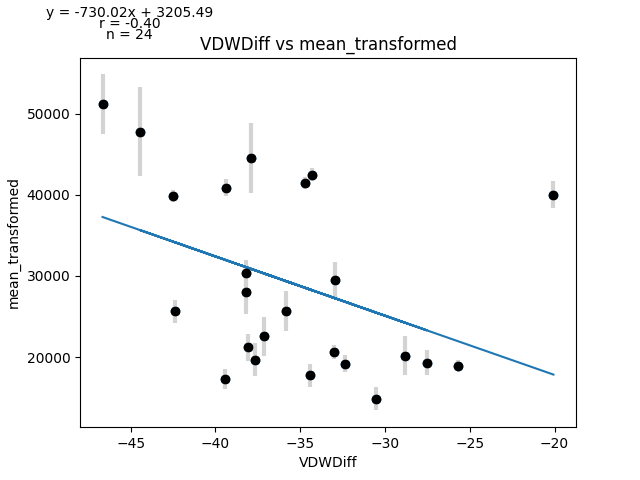 y = -730.02x + 3205.49
r = -0.40
n = 24
VDWDiff vs mean_transformed
mean_transformed
50000
40000
30000
20000
−45
−40
−35
−30
−25
−20
VDWDiff